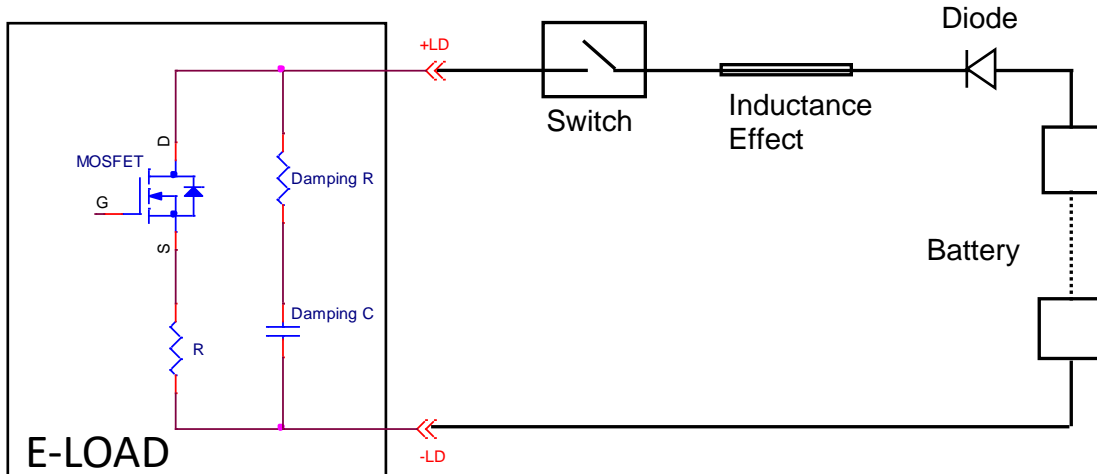 Diode
+LD
Switch
Inductance
Effect
D
MOSFET
Damping R
G
S
Battery
Damping C
R
E-LOAD
-LD